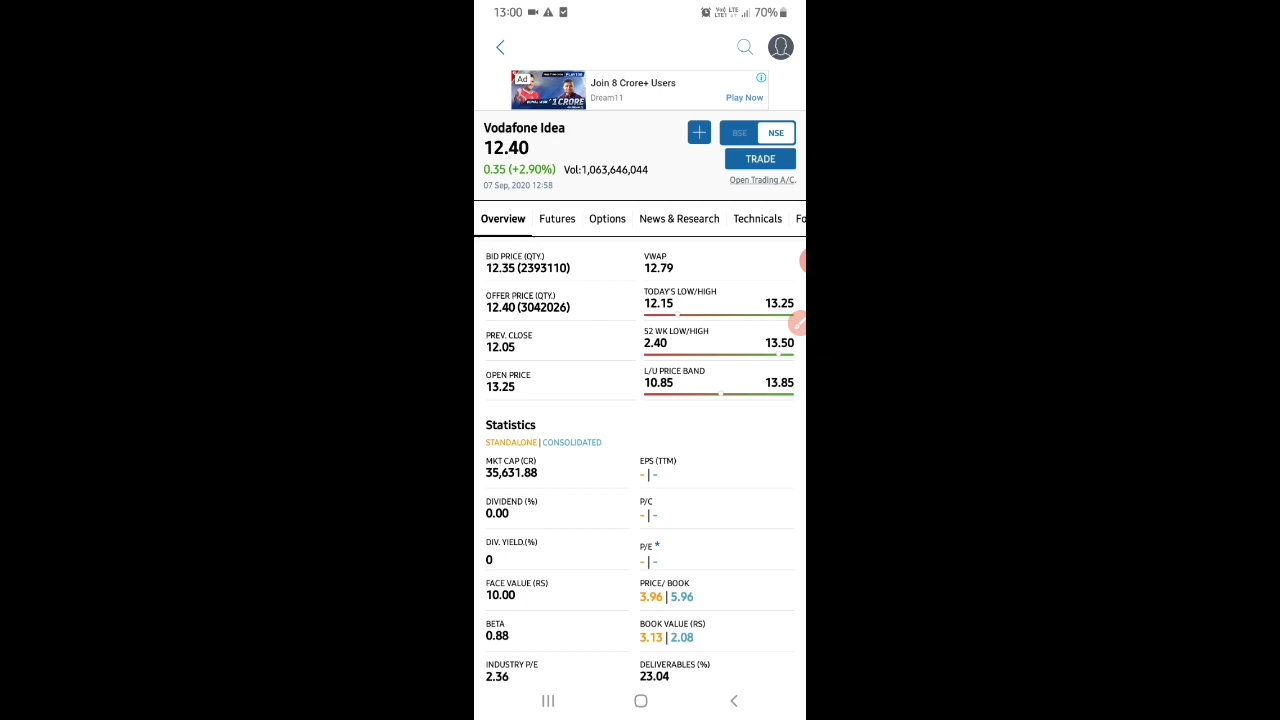 13:00
70%
Ad
1 CRORE
Join 8 Crore+ Users
Dream11
Play Now
Vodafone Idea
12.40
0.35 (+2.90%) Vol:1,063,646,044
07 Sep, 2020 12:58
BSE NSE
TRADE
Open Trading A/C.
Overview Futures Options News & Research Technicals Fo
BID PRICE (QTY.)
12.35 (2393110)
VWAP
12.79
OFFER PRICE (QTY.)
12.40 (3042026)
TODAY'S LOW/HIGH
12.15 13.25
PREV. CLOSE
12.05
52 WK LOW/HIGH
2.40 13.50
OPEN PRICE
13.25
L/U PRICE BAND
10.85 13.85
Statistics
STANDALONE | CONSOLIDATED
MKT CAP (CR)
35,631.88
EPS (TTM)
- | -
DIVIDEND (%)
0.00
P/C
- | -
DIV. YIELD.(%)
0
P/E *
- | -
FACE VALUE (RS)
10.00
PRICE/ BOOK
3.96 | 5.96
BETA
0.88
BOOK VALUE (RS)
3.13 | 2.08
INDUSTRY P/E
2.36
DELIVERABLES (%)
23.04